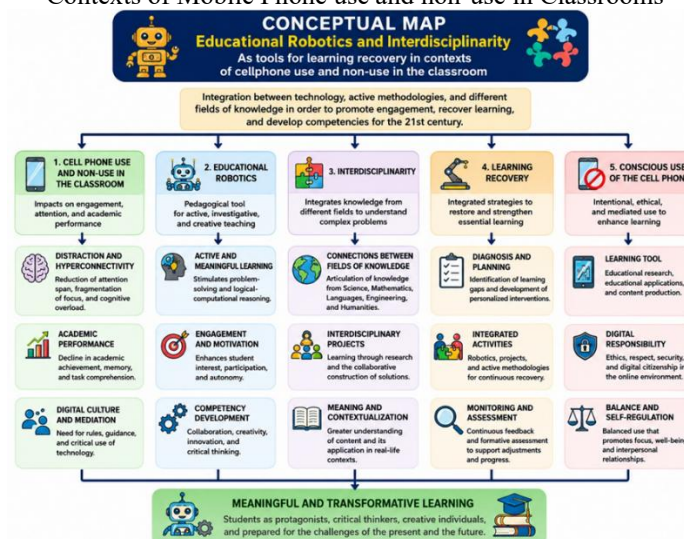 Contexts of Mobile Phone use and non-use in Classrooms
CONCEPTUAL MAP
Educational Robotics and Interdisciplinarity
As tools for learning recovery in contexts
of cellphone use and non-use in the classroom
Integration between technology, active methodologies, and different
fields of knowledge in order to promote engagement, recover learning,
and develop competencies for the 21st century.
1. CELL PHONE USE
AND NON-USE IN
THE CLASSROOM
Impacts on engagement,
attention, and academic
performance
DISTRACTION AND
HYPERCONNECTIVITY
Reduction of attention
span, fragmentation
of focus, and cognitive
overload.
ACADEMIC
PERFORMANCE
Decline in academic
achievement, memory,
and task comprehension.
DIGITAL CULTURE
AND MEDIATION
Need for rules, guidance,
and critical use of
technology.
2. EDUCATIONAL
ROBOTICS
Pedagogical tool
for active, investigative,
and creative teaching
ACTIVE AND
MEANINGFUL LEARNING
Stimulates problem-
solving and logical-
computational reasoning.
ENGAGEMENT
AND MOTIVATION
Enhances student
interest, participation,
and autonomy.
COMPETENCY
DEVELOPMENT
Collaboration, creativity,
innovation, and
critical thinking.
3. INTERDISCIPLINARITY
Integrates knowledge from
different fields to understand
complex problems
CONNECTIONS BETWEEN
FIELDS OF KNOWLEDGE
Articulation of knowledge
from Science, Mathematics,
Languages, Engineering,
and Humanities.
INTERDISCIPLINARY
PROJECTS
Learning through research
and the collaborative
construction of solutions.
MEANING AND
CONTEXTUALIZATION
Greater understanding
of content and its
application in real-life
contexts.
4. LEARNING
RECOVERY
Integrated strategies to
restore and strengthen
essential learning
DIAGNOSIS AND
PLANNING
Identification of learning
gaps and development of
personalized interventions.
INTEGRATED
ACTIVITIES
Robotics, projects,
and active methodologies
for continuous recovery.
MONITORING AND
ASSESSMENT
Continuous feedback
and formative assessment
to support adjustments
and progress.
5. CONSCIOUS USE
OF THE CELL PHON
Intentional, ethical,
and mediated use to
enhance learning
LEARNING TOOL
Educational research,
educational applications,
and content production.
DIGITAL
RESPONSIBILITY
Ethics, respect, security,
and digital citizenship in
the online environment.
BALANCE AND
SELF-REGULATION
Balanced use that
promotes focus, well-being
and interpersonal
relationships.
MEANINGFUL AND TRANSFORMATIVE LEARNING
Students as protagonists, critical thinkers, creative individuals,
and prepared for the challenges of the present and the future.